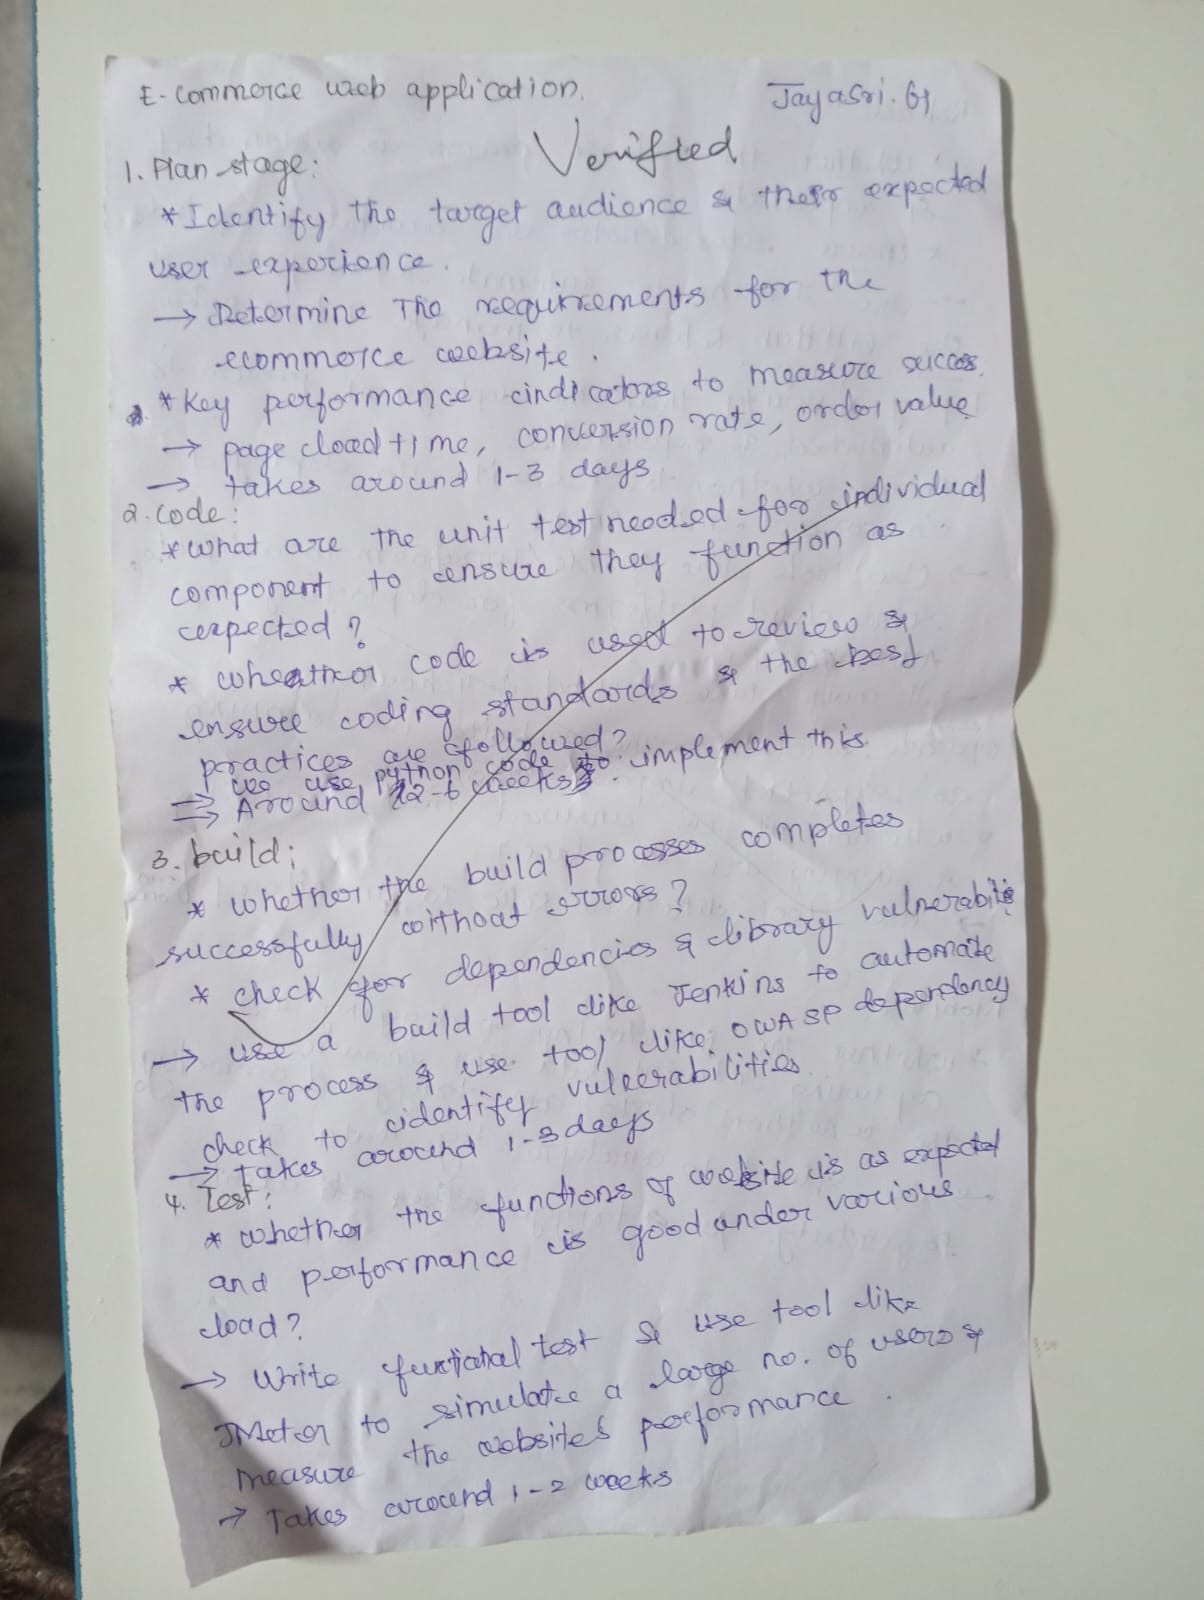 E-commerce web application.
Jayasri. G
Verified
1. Plan stage:
* Identify the target audience & their expected
user experience.
→ Determine The requirements for the
ecommerce website.
* Key performance indicators to measure succes.
→ page load time, conversion rate, order value
→ takes around 1-3 days
2. code:
* what are the unit test needed for individual
component to ensure they function as
expected?
* wheather code is used to review &
ensure coding standards & the best
practices are followed?
⇒ we use python code to implement this
⇒ Around 2-6 weeks
3. build:
* whether the build processes completes
successfully without errors?
* check for dependencies & library vulnerabilit
→ use a build tool like Jenkins to automate
the process & use tool like OWASP dependency
check to identify vulnerabilities.
→ takes around 1-3 days
4. Test:
* whether the functions of website is as expected
and performance is good under various
load?
→ Write functional test & use tool like
JMeter to simulate a large no. of users &
measure the website's performance.
→ Takes around 1-2 weeks